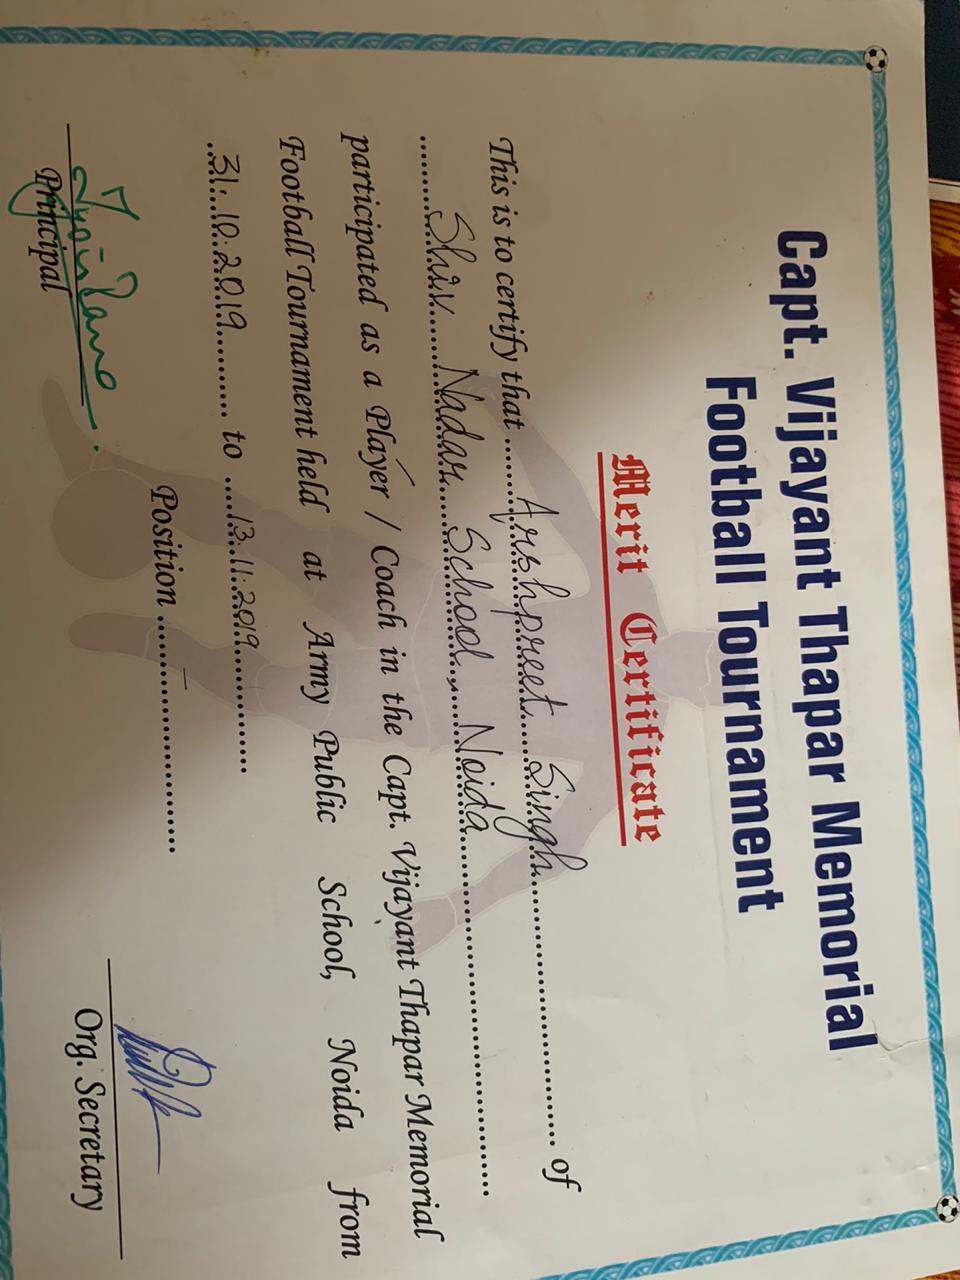 Capt. Vijayant Thapar Memorial
Football Tournament
Merit Certificate
This is to certify that ..........Arshpreet Singh.......... of
..........Shiv Nadar School, Noida..........
participated as a Player / Coach in the Capt. Vijayant Thapar Memorial
Football Tournament held at Army Public School, Noida from
..31.10.2019.......... to ....13.11.2019..........
Position ..........-..........
Principal
Org. Secretary